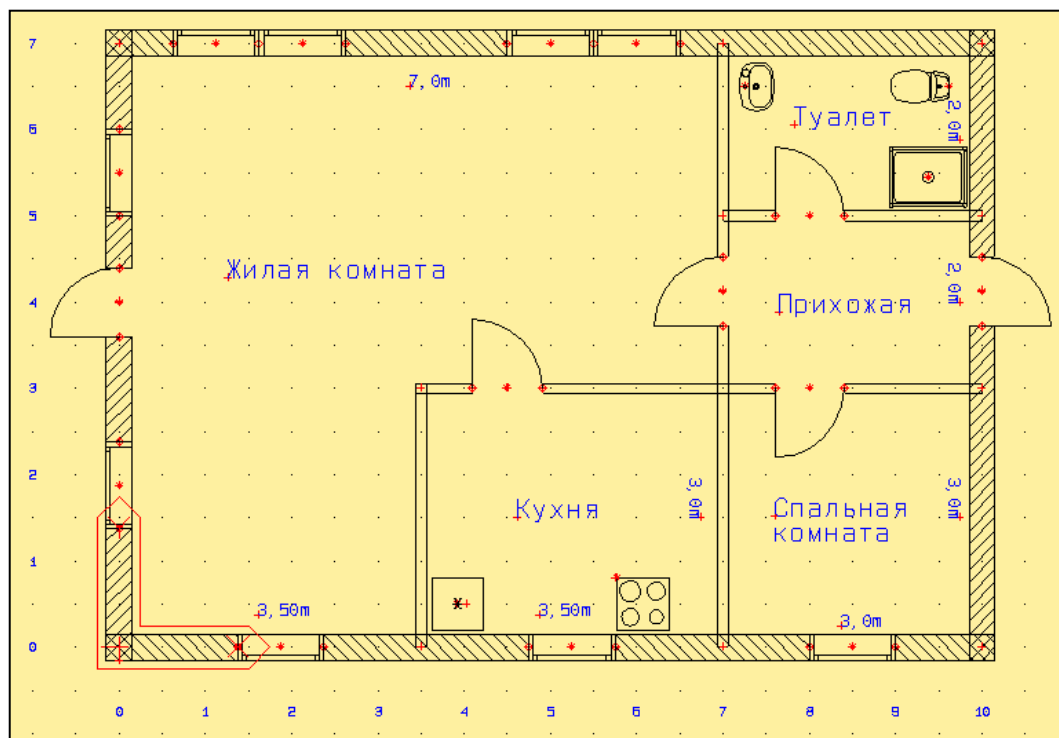 7
7,0m
6
Туалет
2,0m
5
Жилая комната
4
Прихожая
2,0m
3
2
Кухня
3,0m
Спальная
комната
3,0m
1
3,50m
3,50m
3,0m
0
0 1 2 3 4 5 6 7 8 9 10